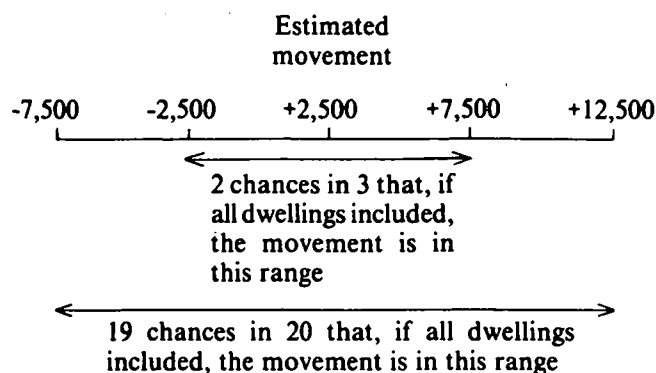 Estimated
movement
-7,500 -2,500 +2,500 +7,500 +12,500
2 chances in 3 that, if
all dwellings included,
the movement is in
this range
19 chances in 20 that, if all dwellings
included, the movement is in this range